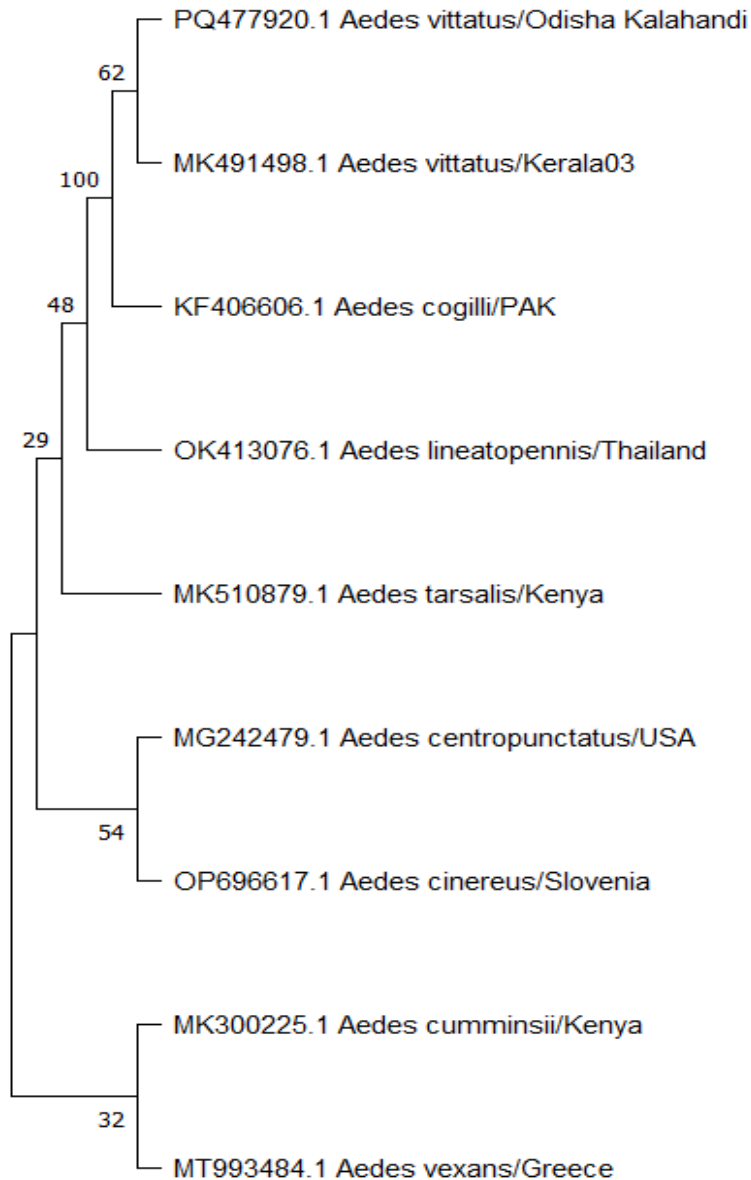 PQ477920.1 Aedes vittatus/Odisha Kalahandi
62
MK491498.1 Aedes vittatus/Kerala03
100
KF406606.1 Aedes cogilli/PAK
48
OK413076.1 Aedes lineatopennis/Thailand
29
MK510879.1 Aedes tarsalis/Kenya
MG242479.1 Aedes centropunctatus/USA
54
OP696617.1 Aedes cinereus/Slovenia
MK300225.1 Aedes cumminsii/Kenya
32
MT993484.1 Aedes vexans/Greece